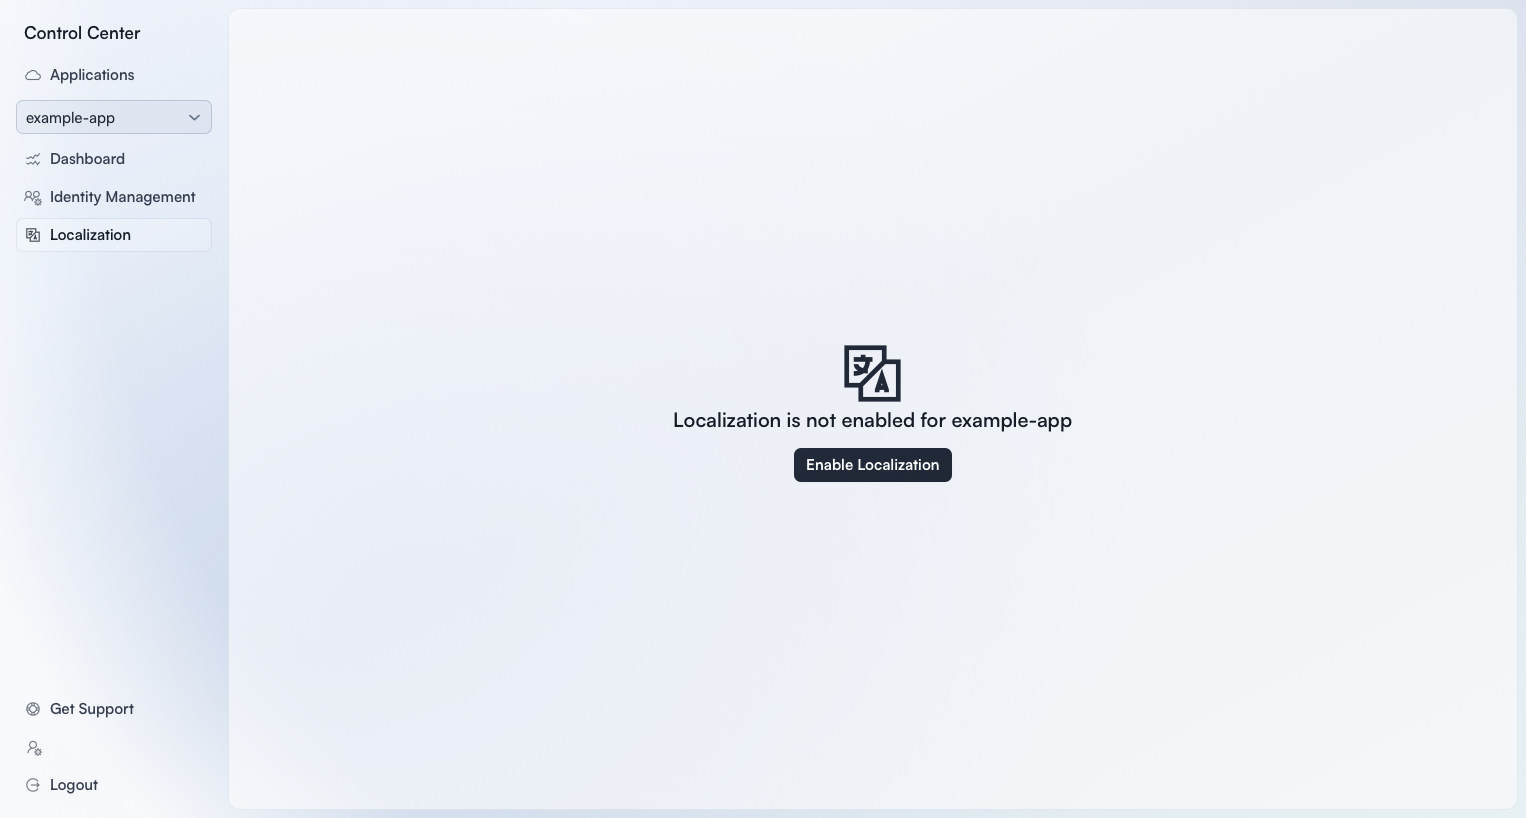 Control Center
Applications
example-app
Dashboard
Identity Management
Localization
Localization is not enabled for example-app
Enable Localization
Get Support
Logout